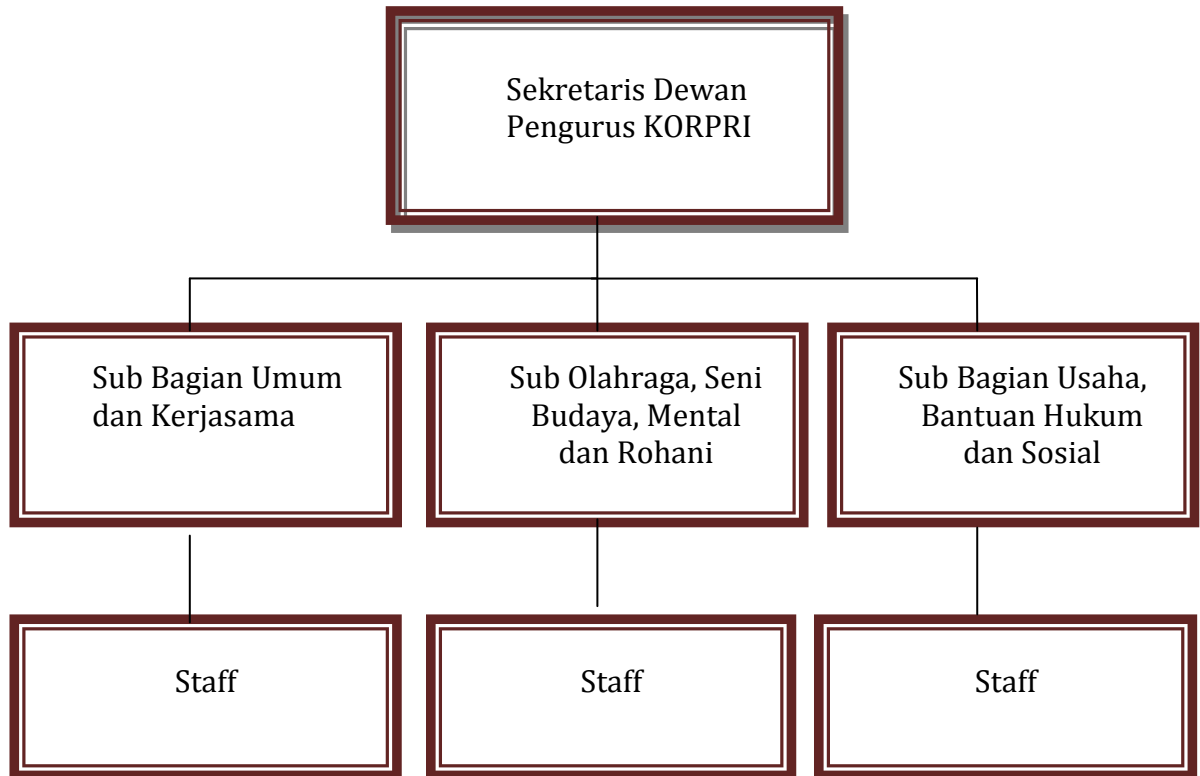 Sekretaris Dewan
Pengurus KORPRI
Sub Bagian Umum
dan Kerjasama
Sub Olahraga, Seni
Budaya, Mental
dan Rohani
Sub Bagian Usaha,
Bantuan Hukum
dan Sosial
Staff
Staff
Staff